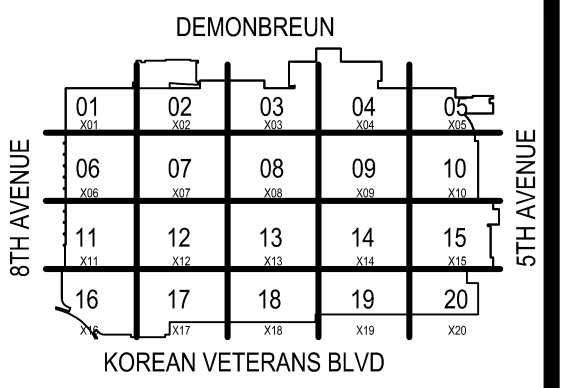 DEMONBREUN
01 02 03 04 05
X01 X02 X03 X04 X05
06 07 08 09 10
X06 X07 X08 X09 X10
8TH AVENUE
5TH AVENUE
11 12 13 14 15
X11 X12 X13 X14 X15
16 17 18 19 20
X16 X17 X18 X19 X20
KOREAN VETERANS BLVD